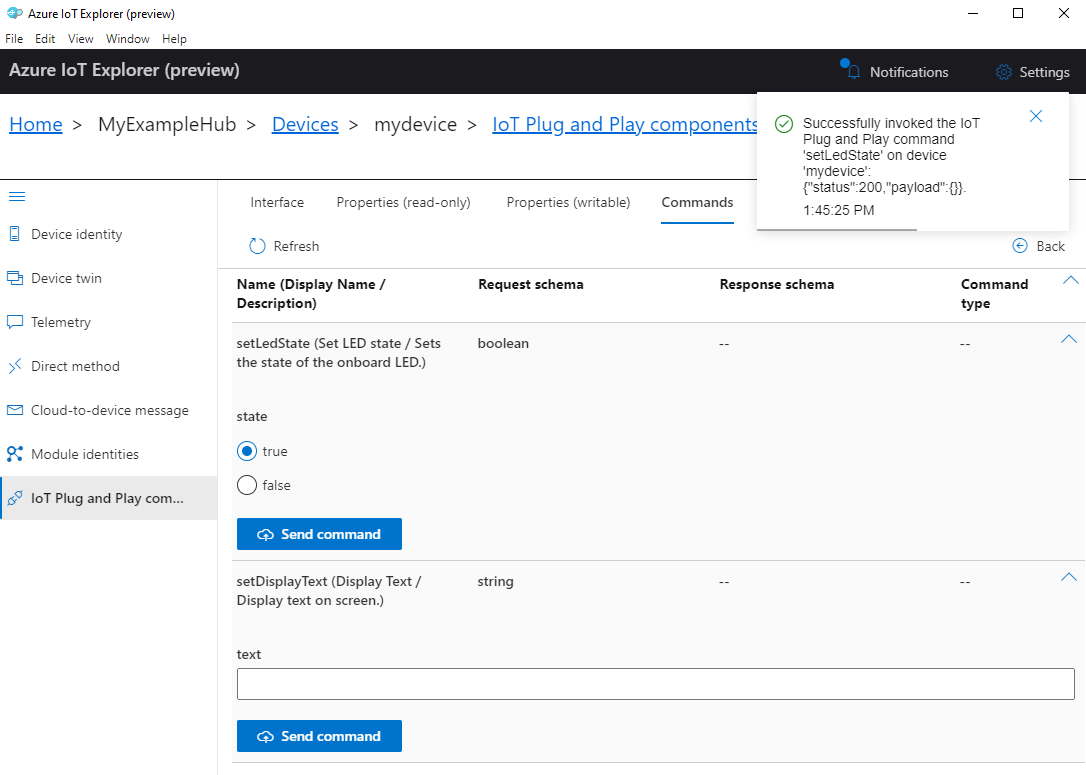 Azure IoT Explorer (preview)
File Edit View Window Help
Azure IoT Explorer (preview)
Notifications
Settings
Home > MyExampleHub > Devices > mydevice > IoT Plug and Play components
Successfully invoked the IoT
Plug and Play command
'setLedState' on device
'mydevice':
{"status":200,"payload":{}}.
1:45:25 PM
Device identity
Device twin
Telemetry
Direct method
Cloud-to-device message
Module identities
IoT Plug and Play com...
Interface Properties (read-only) Properties (writable) Commands
Refresh
Back
Name (Display Name /
Description)
Request schema
Response schema
Command
type
setLedState (Set LED state / Sets
the state of the onboard LED.)
boolean
--
--
state
true
false
Send command
setDisplayText (Display Text /
Display text on screen.)
string
--
--
text
Send command